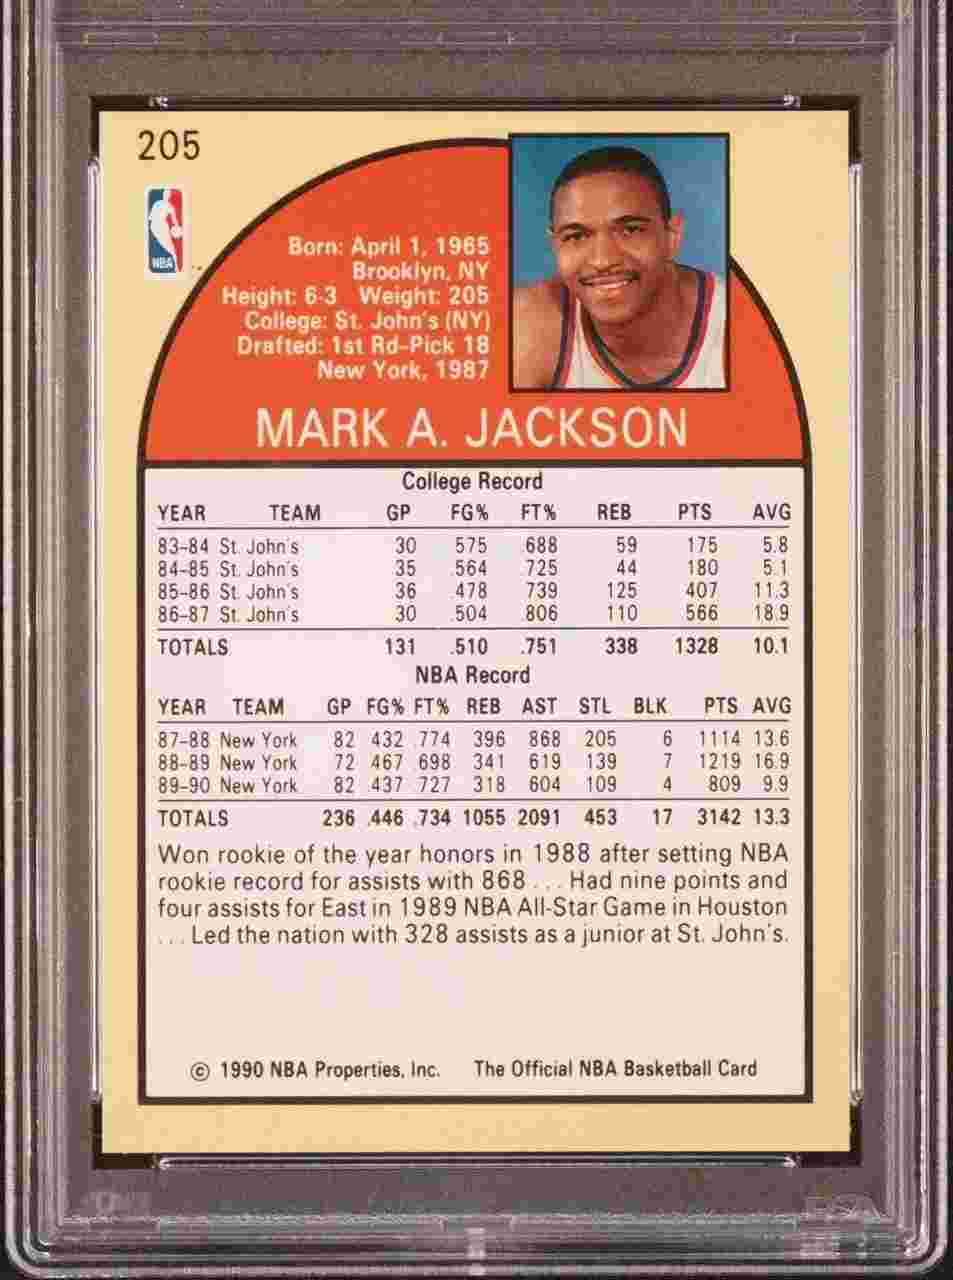 205
NBA
Born: April 1, 1965
Brooklyn, NY
Height: 6-3 Weight: 205
College: St. John's (NY)
Drafted: 1st Rd-Pick 18
New York, 1987
MARK A. JACKSON
College Record
YEAR TEAM GP FG% FT% REB PTS AVG
83-84 St. John's 30 .575 .688 59 175 5.8
84-85 St. John's 35 .564 .725 44 180 5.1
85-86 St. John's 36 .478 .739 125 407 11.3
86-87 St. John's 30 .504 .806 110 566 18.9
TOTALS 131 .510 .751 338 1328 10.1
NBA Record
YEAR TEAM GP FG% FT% REB AST STL BLK PTS AVG
87-88 New York 82 .432 .774 396 868 205 6 1114 13.6
88-89 New York 72 .467 .698 341 619 139 7 1219 16.9
89-90 New York 82 .437 .727 318 604 109 4 809 9.9
TOTALS 236 .446 .734 1055 2091 453 17 3142 13.3
Won rookie of the year honors in 1988 after setting NBA
rookie record for assists with 868 . . . Had nine points and
four assists for East in 1989 NBA All-Star Game in Houston
. . . Led the nation with 328 assists as a junior at St. John's.
© 1990 NBA Properties, Inc. The Official NBA Basketball Card
PSA